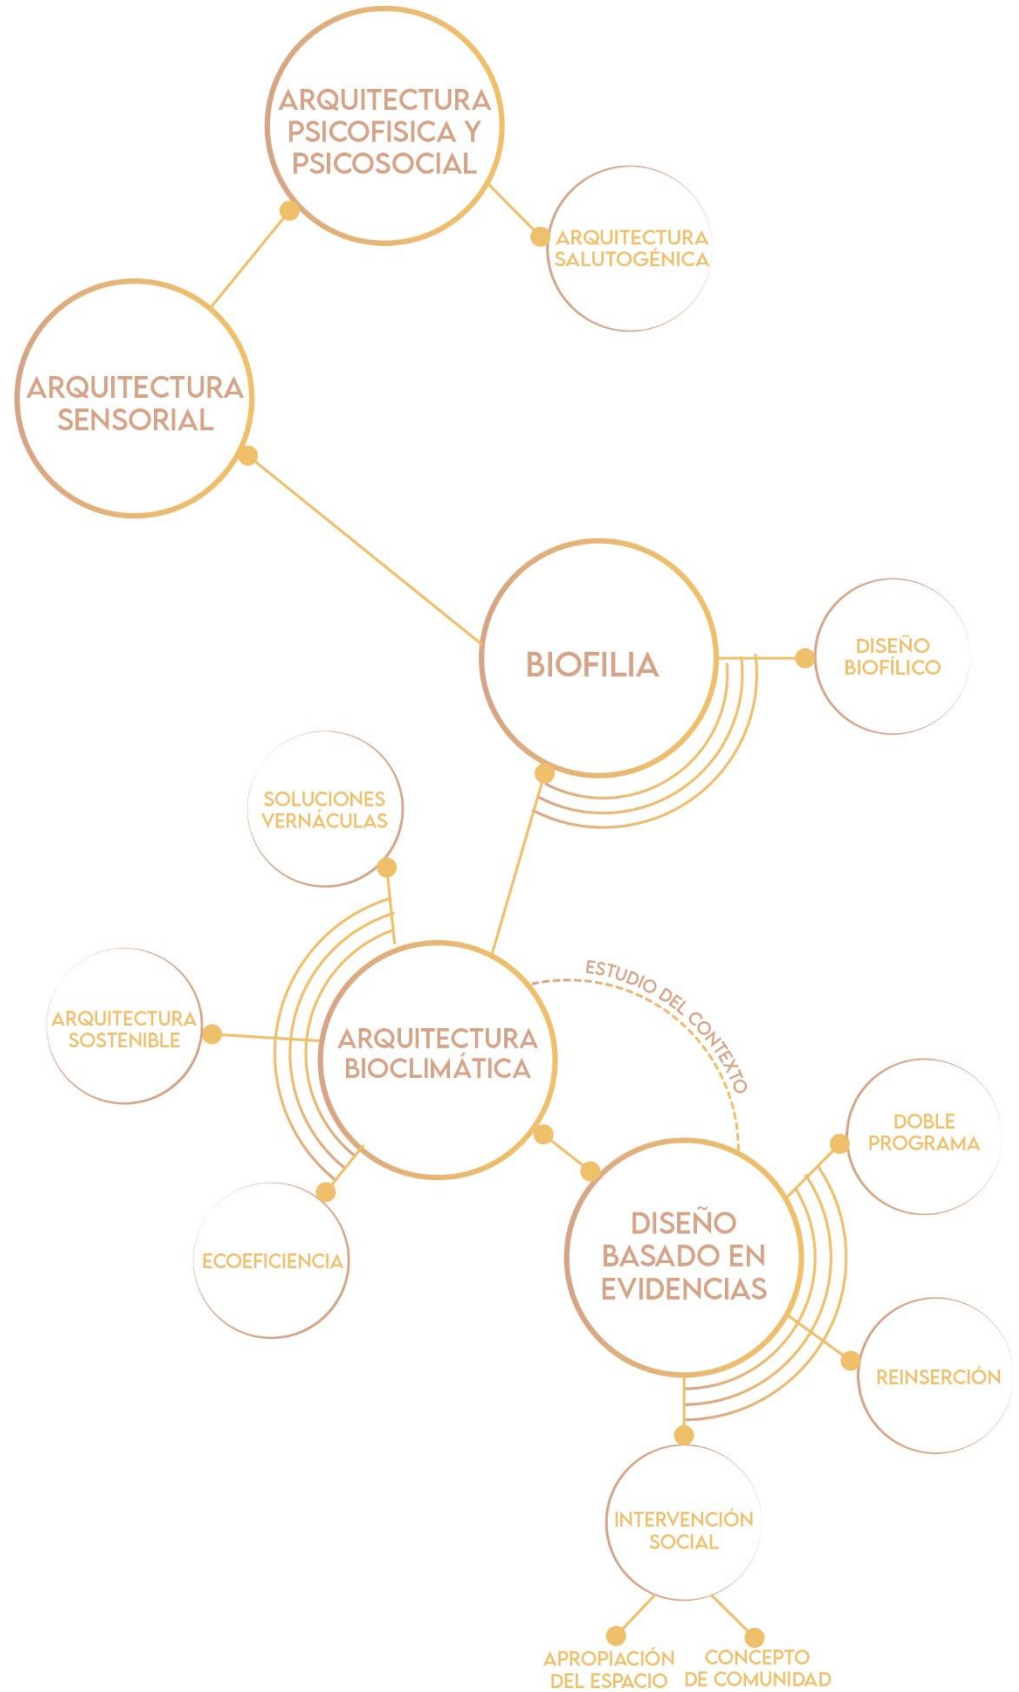 ARQUITECTURA
PSICOFISICA Y
PSICOSOCIAL
ARQUITECTURA
SALUTOGÉNICA
ARQUITECTURA
SENSORIAL
BIOFILIA
DISEÑO
BIOFÍLICO
SOLUCIONES
VERNÁCULAS
ESTUDIO DEL CONTEXTO
ARQUITECTURA
SOSTENIBLE
ARQUITECTURA
BIOCLIMÁTICA
DOBLE
PROGRAMA
ECOEFICIENCIA
DISEÑO
BASADO EN
EVIDENCIAS
REINSERCIÓN
INTERVENCIÓN
SOCIAL
APROPIACIÓN
DEL ESPACIO
CONCEPTO
DE COMUNIDAD